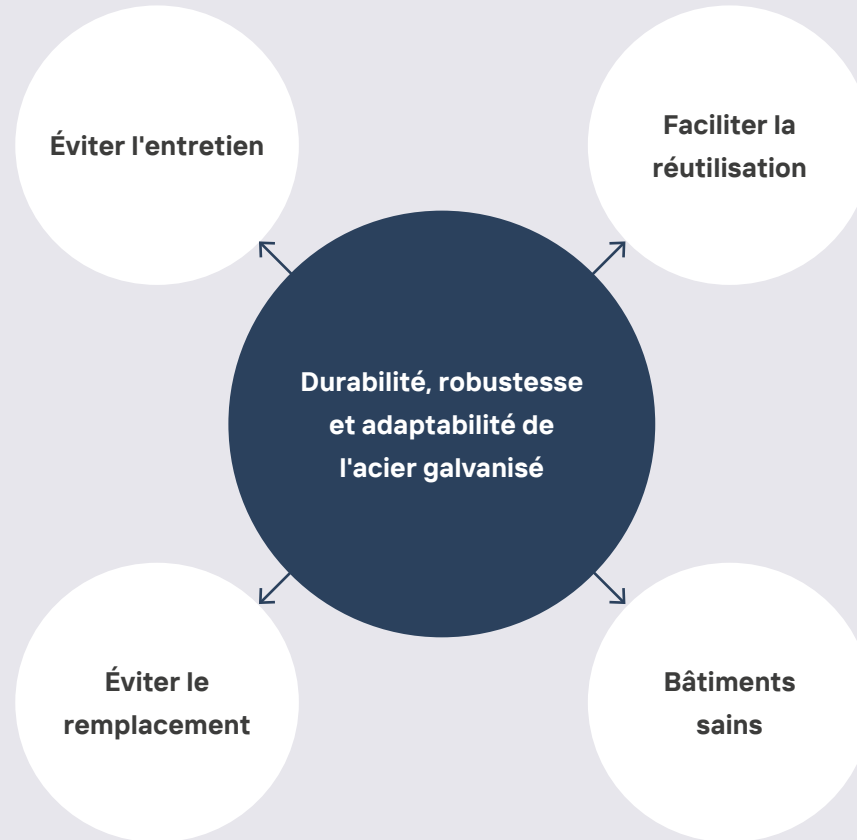 Éviter l'entretien
Faciliter la
réutilisation
Durabilité, robustesse
et adaptabilité de
l'acier galvanisé
Éviter le
remplacement
Bâtiments
sains